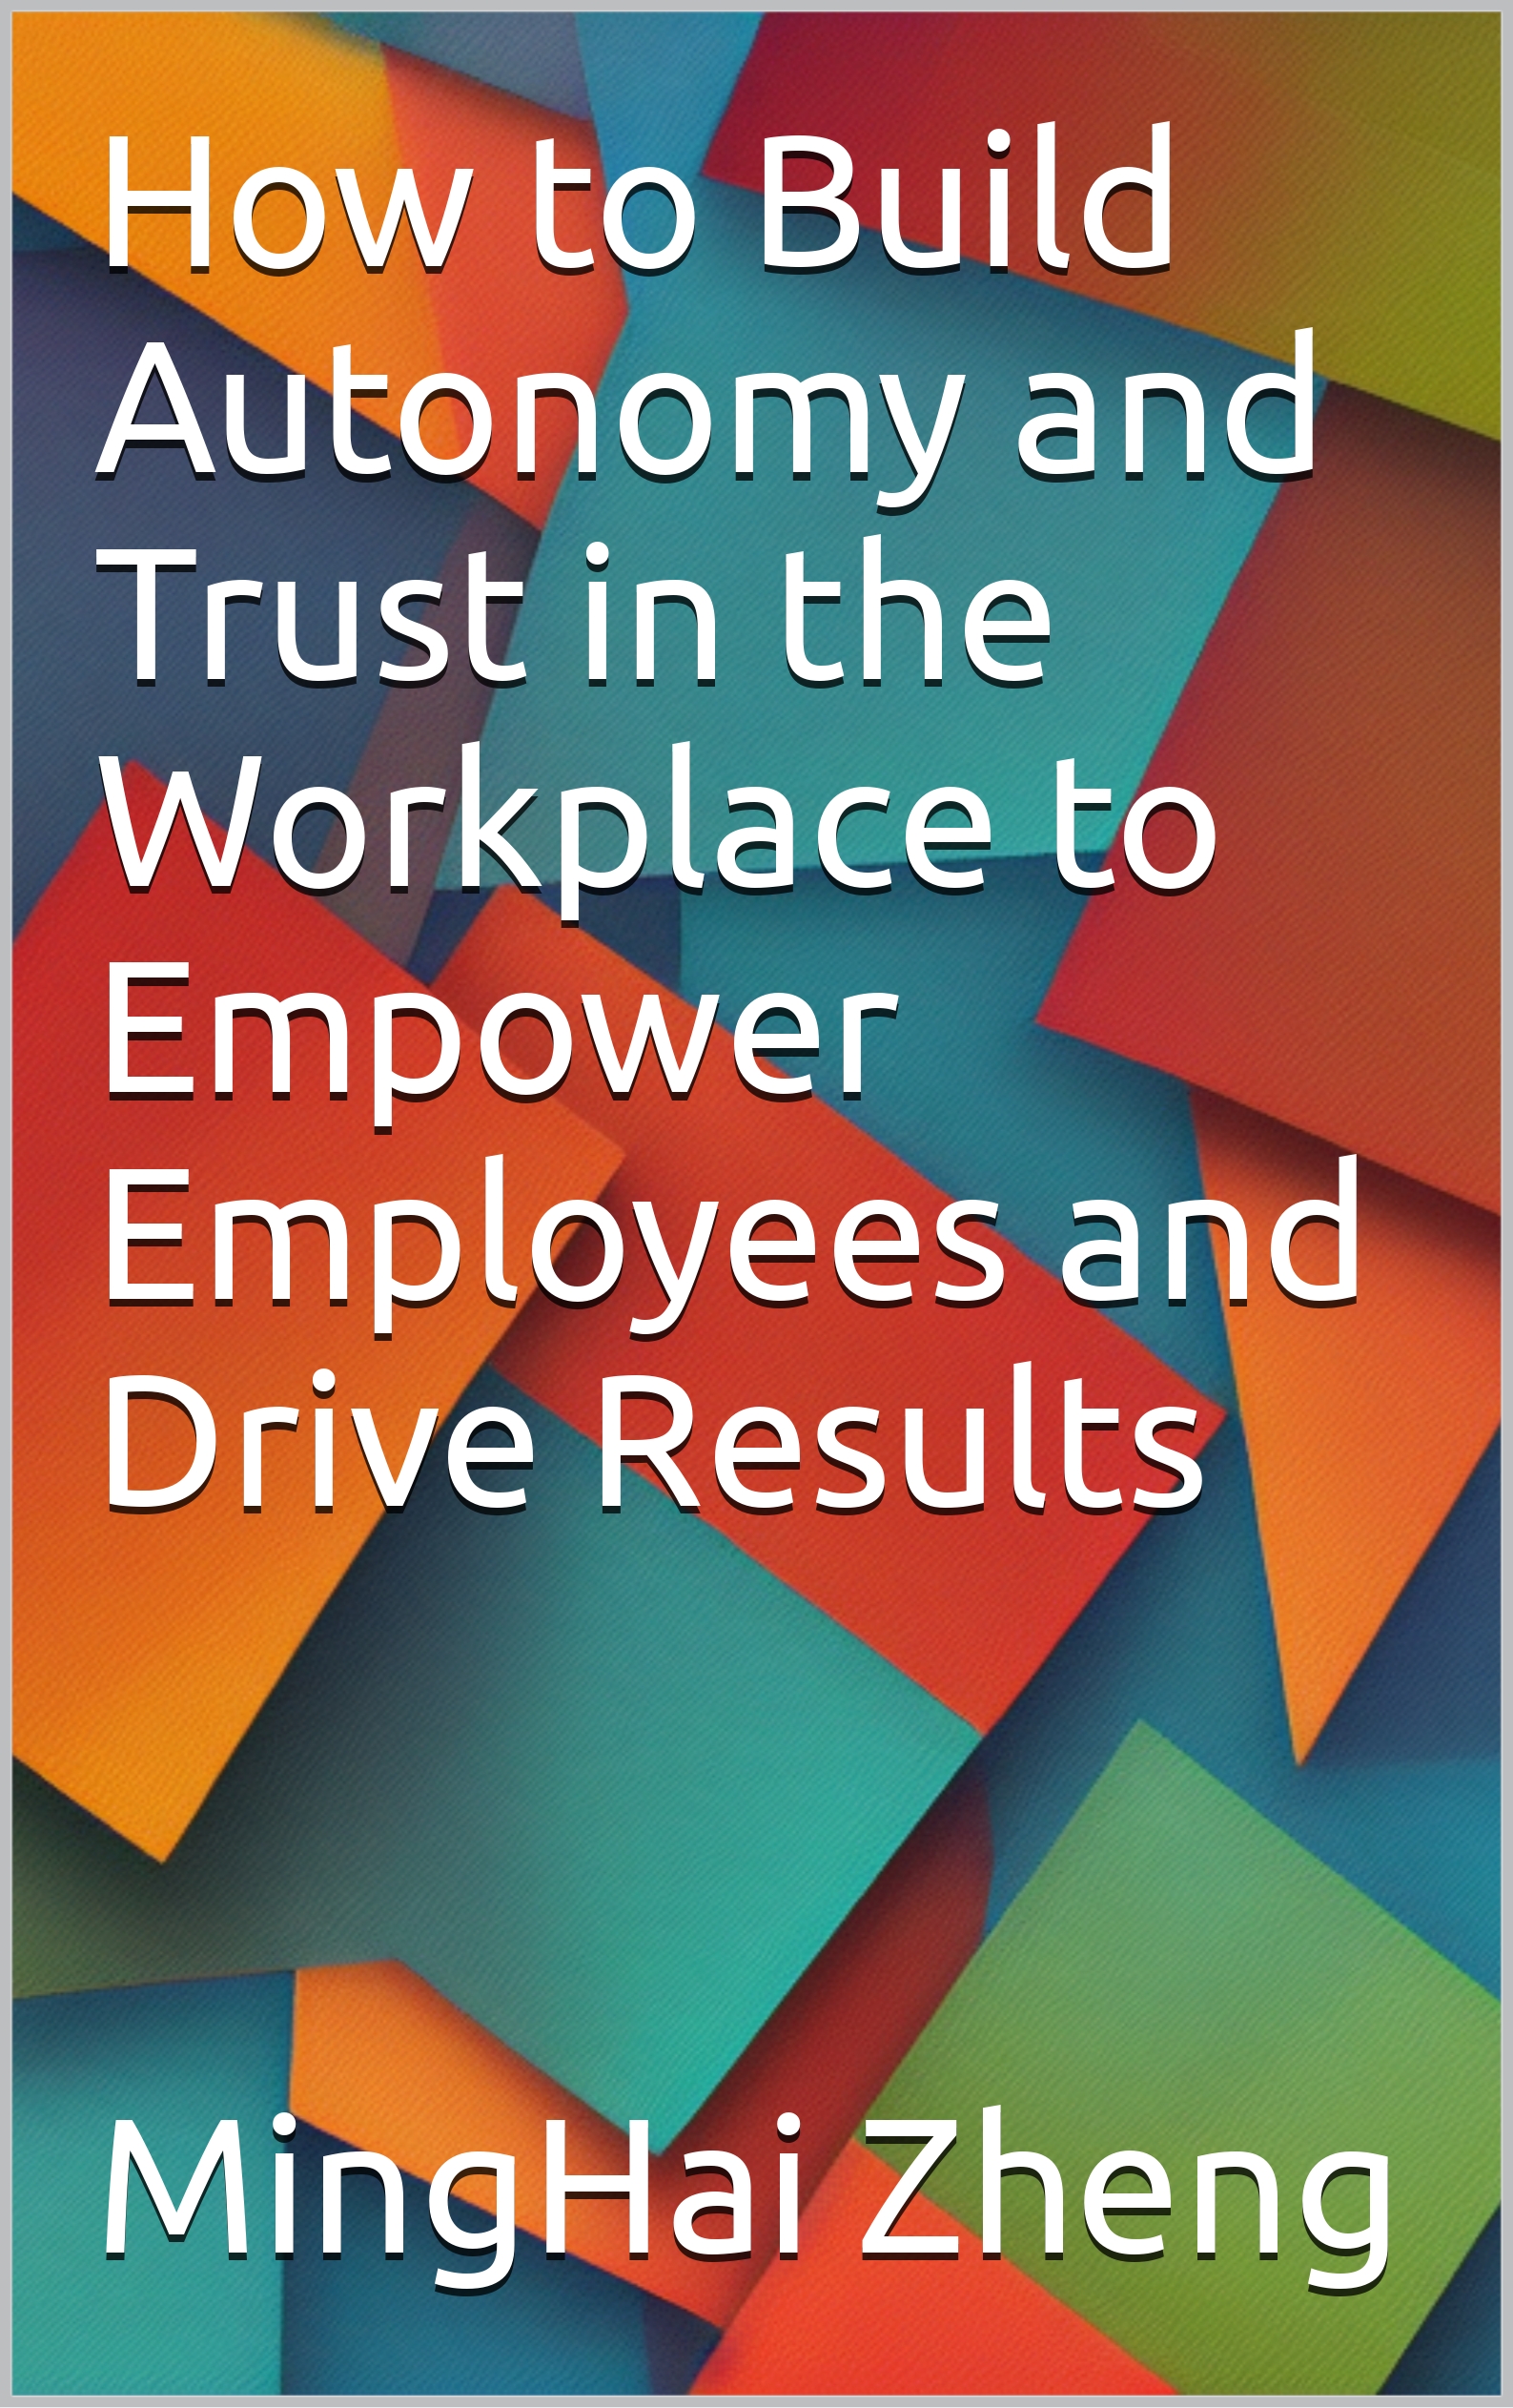 How to Build
Autonomy and
Trust in the
Workplace to
Empower
Employees and
Drive Results
MingHai Zheng